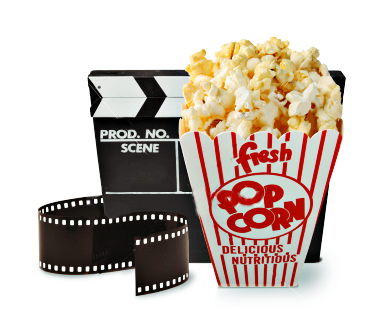 PROD. NO.
SCENE
fresh
POP
CORN
DELICIOUS
NUTRITIOUS